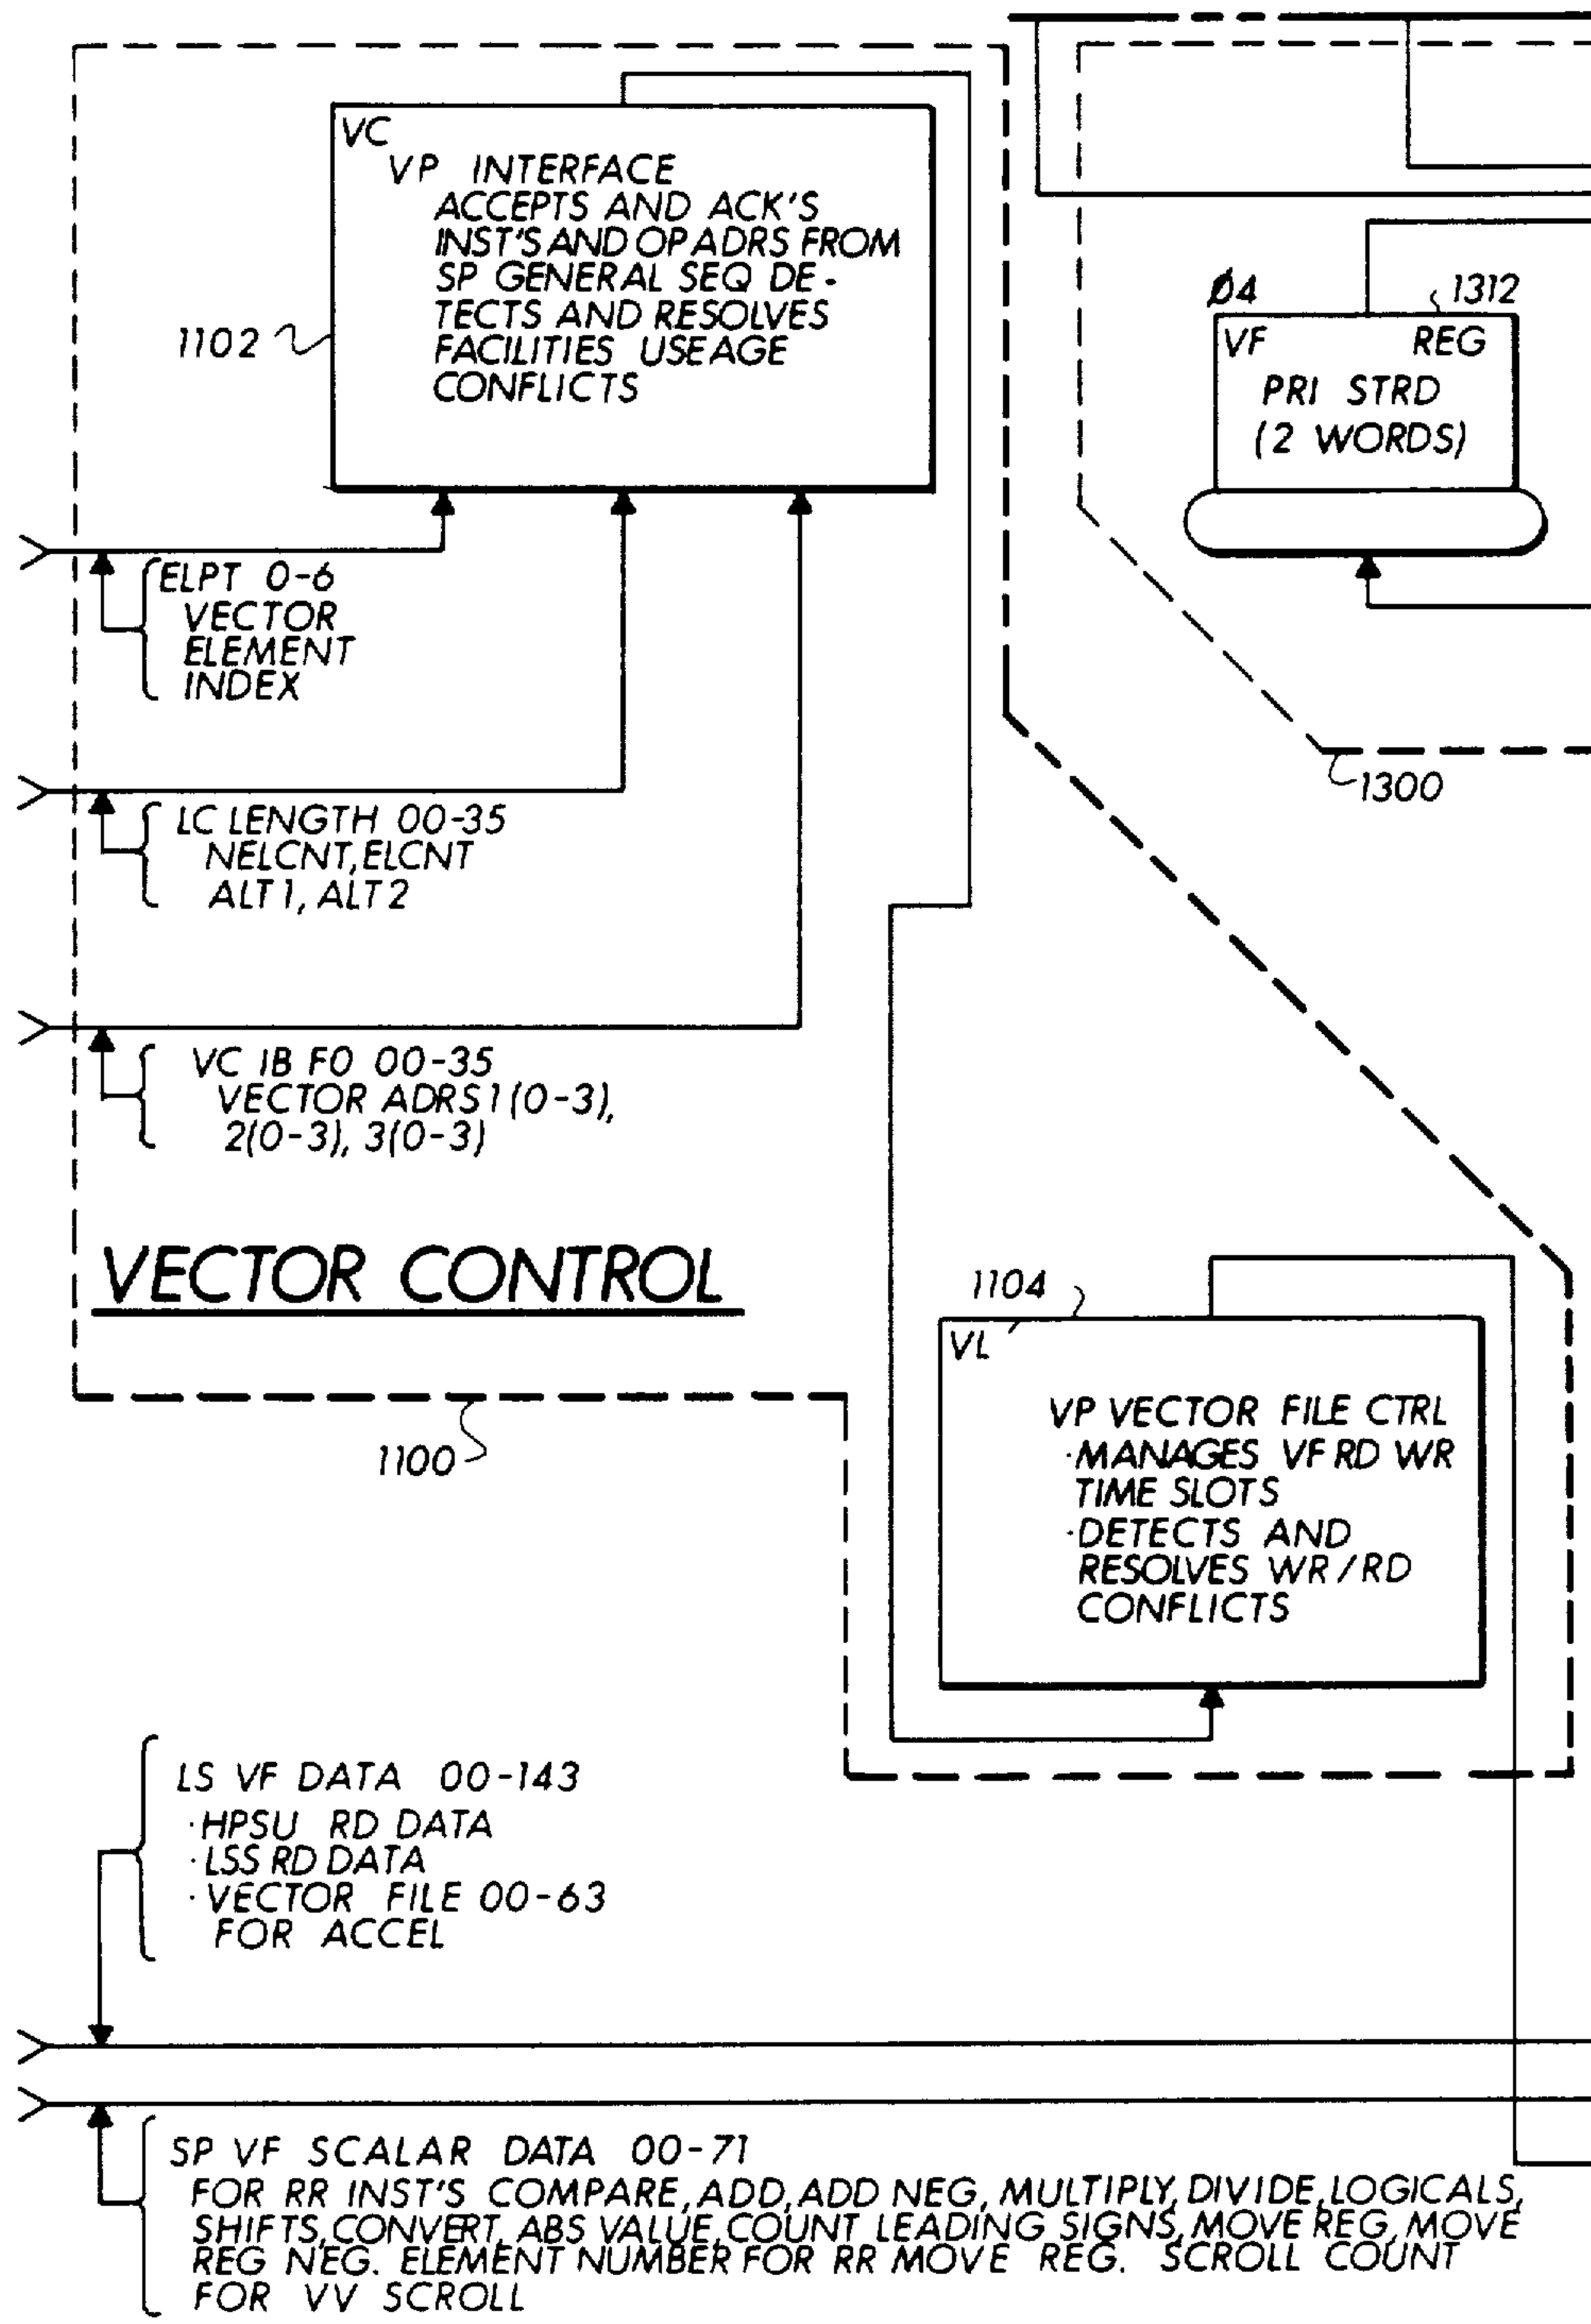 VC
VP INTERFACE
ACCEPTS AND ACK'S
INST'S AND OP ADRS FROM
SP GENERAL SEQ DE-
TECTS AND RESOLVES
FACILITIES USEAGE
CONFLICTS
1102
Ø4
1312
VF REG
PRI STRD
(2 WORDS)
ELPT 0-6
VECTOR
ELEMENT
INDEX
1300
LC LENGTH 00-35
NELCNT, ELCNT
ALT 1, ALT 2
VC IB FO 00-35
VECTOR ADRS 1(0-3),
2(0-3), 3(0-3)
VECTOR CONTROL
1100
1104
VL
VP VECTOR FILE CTRL
·MANAGES VF RD WR
TIME SLOTS
·DETECTS AND
RESOLVES WR/RD
CONFLICTS
LS VF DATA 00-143
·HPSU RD DATA
·LSS RD DATA
·VECTOR FILE 00-63
FOR ACCEL
SP VF SCALAR DATA 00-71
FOR RR INST'S COMPARE, ADD, ADD NEG, MULTIPLY, DIVIDE, LOGICALS,
SHIFTS, CONVERT, ABS VALUE, COUNT LEADING SIGNS, MOVE REG, MOVE
REG NEG. ELEMENT NUMBER FOR RR MOVE REG. SCROLL COUNT
FOR VV SCROLL